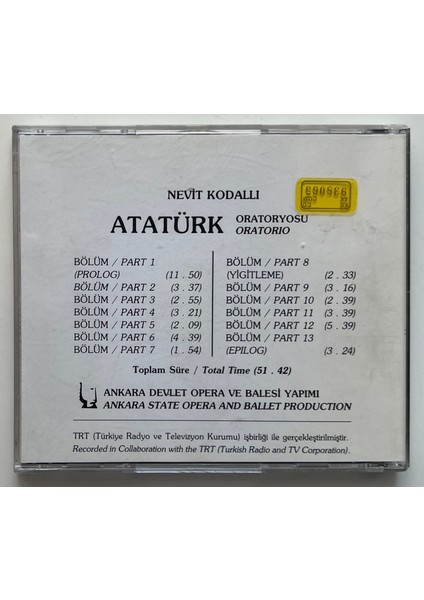 NEVİT KODALLI
ATATÜRK ORATORYOSU
ORATORIO
BÖLÜM / PART 1
(PROLOG) (11 . 50)
BÖLÜM / PART 2 (3 . 37)
BÖLÜM / PART 3 (2 . 55)
BÖLÜM / PART 4 (3 . 21)
BÖLÜM / PART 5 (2 . 09)
BÖLÜM / PART 6 (4 . 39)
BÖLÜM / PART 7 (1 . 54)
BÖLÜM / PART 8
(YİGİTLEME) (2 . 33)
BÖLÜM / PART 9 (3 . 16)
BÖLÜM / PART 10 (2 . 39)
BÖLÜM / PART 11 (3 . 39)
BÖLÜM / PART 12 (5 . 39)
BÖLÜM / PART 13
(EPILOG) (3 . 24)
Toplam Süre / Total Time (51 . 42)
ANKARA DEVLET OPERA VE BALESİ YAPIMI
ANKARA STATE OPERA AND BALLET PRODUCTION
TRT (Türkiye Radyo ve Televizyon Kurumu) işbirliği ile gerçekleştirilmiştir.
Recorded in Collaboration with the TRT (Turkish Radio and TV Corporation).